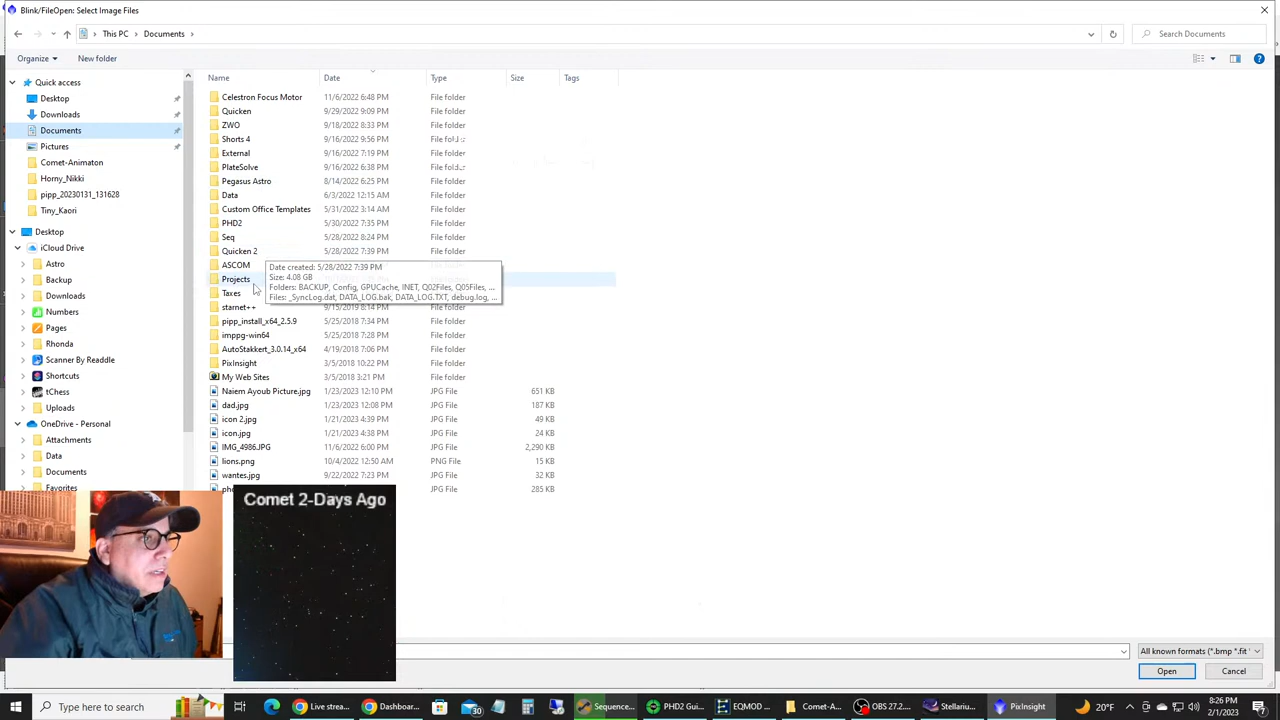 Blink/FileOpen: Select Image Files
This PC > Documents >
Search Documents
Organize
New folder
Name Date Type Size Tags
Quick access
Desktop
Downloads
Documents
Pictures
Comet-Animaton
Horny_Nikki
pipp_20230131_131628
Tiny_Kaori
Desktop
iCloud Drive
Astro
Backup
Downloads
Numbers
Pages
Rhonda
Scanner By Readdle
Shortcuts
tChess
Uploads
OneDrive - Personal
Attachments
Data
Documents
Favorites
Celestron Focus Motor 11/6/2022 6:48 PM File folder
Quicken 9/29/2022 9:09 PM File folder
ZWO 9/18/2022 8:33 PM File folder
Shorts 4 9/16/2022 9:56 PM File folder
External 9/16/2022 7:19 PM File folder
PlateSolve 9/16/2022 6:38 PM File folder
Pegasus Astro 8/14/2022 6:25 PM File folder
Data 6/3/2022 12:15 AM File folder
Custom Office Templates 5/31/2022 3:14 AM File folder
PHD2 5/30/2022 7:35 PM File folder
Seq 5/28/2022 8:24 PM File folder
Quicken 2 5/28/2022 7:39 PM File folder
ASCOM
Projects
Taxes
starnet++ 9/15/2019 8:07 PM File folder
pipp_install_x64_2.5.9 5/25/2018 7:34 PM File folder
imppg-win64 5/25/2018 7:28 PM File folder
AutoStakkert_3.0.14_x64 4/19/2018 7:06 PM File folder
PixInsight 3/5/2018 10:22 PM File folder
My Web Sites 3/5/2018 3:21 PM File folder
Naiem Ayoub Picture.jpg 1/23/2023 12:10 PM JPG File 651 KB
dad.jpg 1/23/2023 12:08 PM JPG File 187 KB
icon 2.jpg 1/21/2023 4:39 PM JPG File 49 KB
icon.jpg 1/21/2023 4:38 PM JPG File 24 KB
IMG_4986.JPG 11/6/2022 6:00 PM JPG File 2,290 KB
lions.png 10/4/2022 12:50 AM PNG File 15 KB
wantes.jpg 9/22/2022 7:23 PM JPG File 32 KB
JPG File 285 KB
Date created: 5/28/2022 7:39 PM
Size: 4.08 GB
Folders: BACKUP, Config, GPUCache, INET, Q02Files, Q05Files, ...
Files: _SyncLog.dat, DATA_LOG.bak, DATA_LOG.TXT, debug.log, ...
Comet 2-Days Ago
All known formats (*.bmp *.fit
Open
Cancel
Type here to search
Live stream...
Dashboar...
30
Sequence...
PHD2 Gui...
EQMOD ...
Comet-A...
OBS 27.2...
Stellariu...
PixInsight
20°F
8:26 PM
2/1/2023